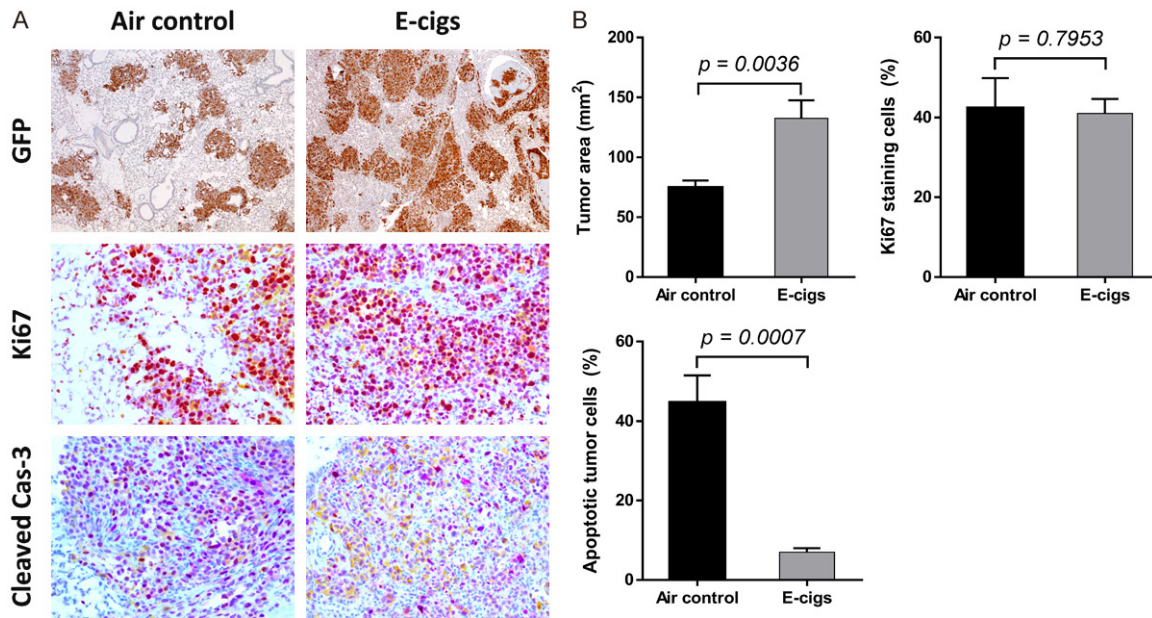 A
Air control
E-cigs
GFP
Ki67
Cleaved Cas-3
B
Tumor area (mm²)
200
150
100
50
0
p = 0.0036
Air control
E-cigs
Ki67 staining cells (%)
60
40
20
0
p = 0.7953
Air control
E-cigs
Apoptotic tumor cells (%)
60
40
20
0
p = 0.0007
Air control
E-cigs